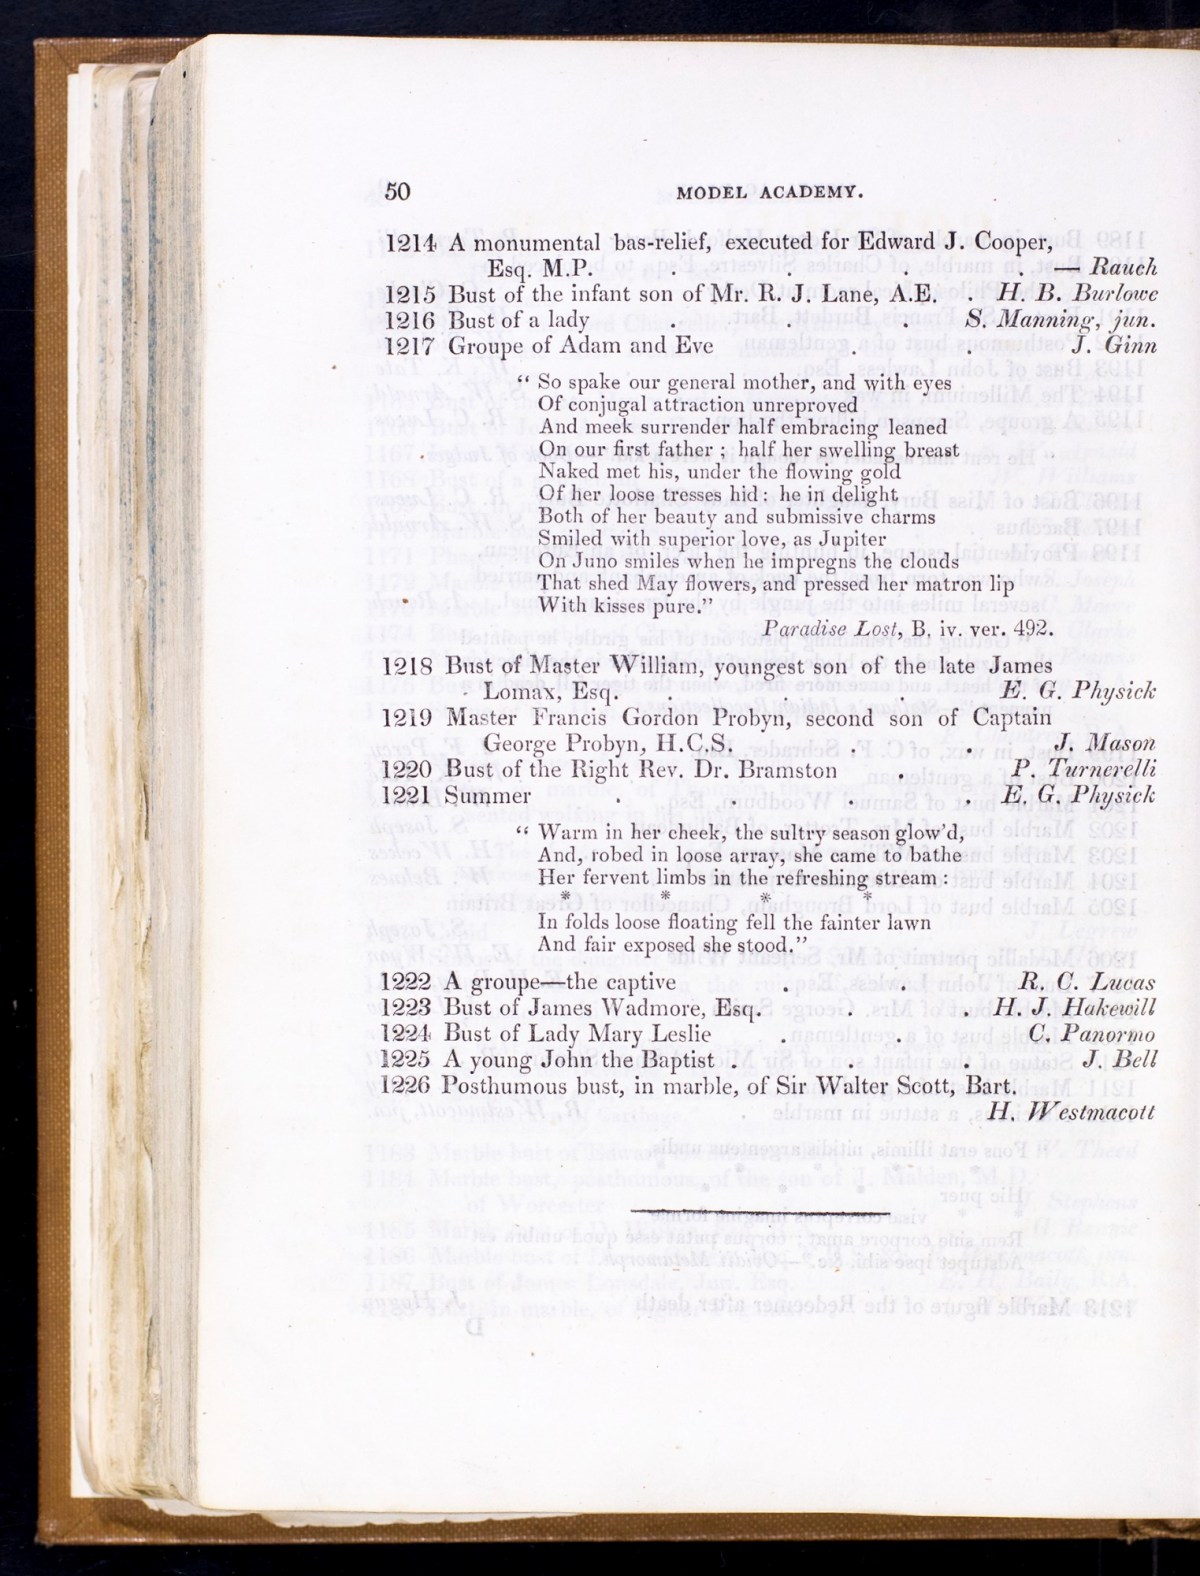 50 MODEL ACADEMY.
1214 A monumental bas-relief, executed for Edward J. Cooper,
Esq. M.P. . . . . — Rauch
1215 Bust of the infant son of Mr. R. J. Lane, A.E. . H. B. Burlowe
1216 Bust of a lady . . . S. Manning, jun.
1217 Groupe of Adam and Eve . . . J. Ginn
“ So spake our general mother, and with eyes
Of conjugal attraction unreproved
And meek surrender half embracing leaned
On our first father ; half her swelling breast
Naked met his, under the flowing gold
Of her loose tresses hid : he in delight
Both of her beauty and submissive charms
Smiled with superior love, as Jupiter
On Juno smiles when he impregns the clouds
That shed May flowers, and pressed her matron lip
With kisses pure.”
Paradise Lost, B. iv. ver. 492.
1218 Bust of Master William, youngest son of the late James
Lomax, Esq. . . . . E. G. Physick
1219 Master Francis Gordon Probyn, second son of Captain
George Probyn, H.C.S. . . J. Mason
1220 Bust of the Right Rev. Dr. Bramston . P. Turnerelli
1221 Summer . . . . E. G. Physick
“ Warm in her cheek, the sultry season glow’d,
And, robed in loose array, she came to bathe
Her fervent limbs in the refreshing stream :
* * * *
In folds loose floating fell the fainter lawn
And fair exposed she stood.”
1222 A groupe—the captive . . R. C. Lucas
1223 Bust of James Wadmore, Esq. . . H. J. Hakewill
1224 Bust of Lady Mary Leslie . . C. Panormo
1225 A young John the Baptist . . . J. Bell
1226 Posthumous bust, in marble, of Sir Walter Scott, Bart.
H. Westmacott